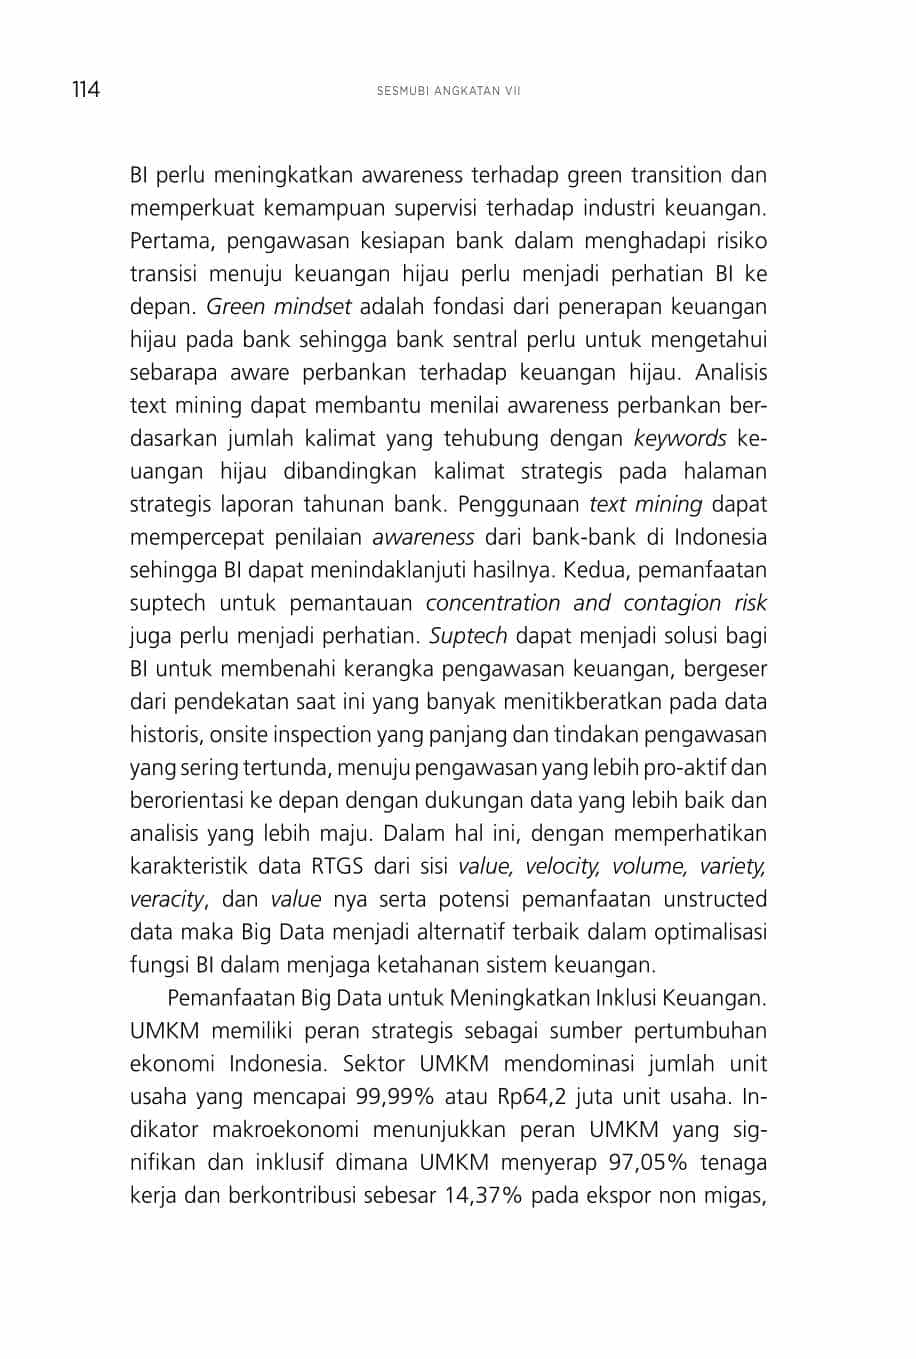 114
SESMUBI ANGKATAN VII
BI perlu meningkatkan awareness terhadap green transition dan
memperkuat kemampuan supervisi terhadap industri keuangan.
Pertama, pengawasan kesiapan bank dalam menghadapi risiko
transisi menuju keuangan hijau perlu menjadi perhatian BI ke
depan. Green mindset adalah fondasi dari penerapan keuangan
hijau pada bank sehingga bank sentral perlu untuk mengetahui
sebarapa aware perbankan terhadap keuangan hijau. Analisis
text mining dapat membantu menilai awareness perbankan ber-
dasarkan jumlah kalimat yang tehubung dengan keywords ke-
uangan hijau dibandingkan kalimat strategis pada halaman
strategis laporan tahunan bank. Penggunaan text mining dapat
mempercepat penilaian awareness dari bank-bank di Indonesia
sehingga BI dapat menindaklanjuti hasilnya. Kedua, pemanfaatan
suptech untuk pemantauan concentration and contagion risk
juga perlu menjadi perhatian. Suptech dapat menjadi solusi bagi
BI untuk membenahi kerangka pengawasan keuangan, bergeser
dari pendekatan saat ini yang banyak menitikberatkan pada data
historis, onsite inspection yang panjang dan tindakan pengawasan
yang sering tertunda, menuju pengawasan yang lebih pro-aktif dan
berorientasi ke depan dengan dukungan data yang lebih baik dan
analisis yang lebih maju. Dalam hal ini, dengan memperhatikan
karakteristik data RTGS dari sisi value, velocity, volume, variety,
veracity, dan value nya serta potensi pemanfaatan unstructed
data maka Big Data menjadi alternatif terbaik dalam optimalisasi
fungsi BI dalam menjaga ketahanan sistem keuangan.
Pemanfaatan Big Data untuk Meningkatkan Inklusi Keuangan.
UMKM memiliki peran strategis sebagai sumber pertumbuhan
ekonomi Indonesia. Sektor UMKM mendominasi jumlah unit
usaha yang mencapai 99,99% atau Rp64,2 juta unit usaha. In-
dikator makroekonomi menunjukkan peran UMKM yang sig-
nifikan dan inklusif dimana UMKM menyerap 97,05% tenaga
kerja dan berkontribusi sebesar 14,37% pada ekspor non migas,